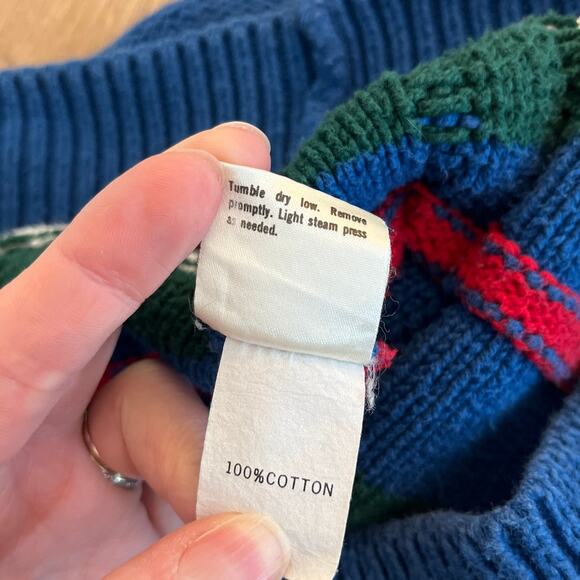 Tumble dry low. Remove
promptly. Light steam press
as needed.
100%COTTON